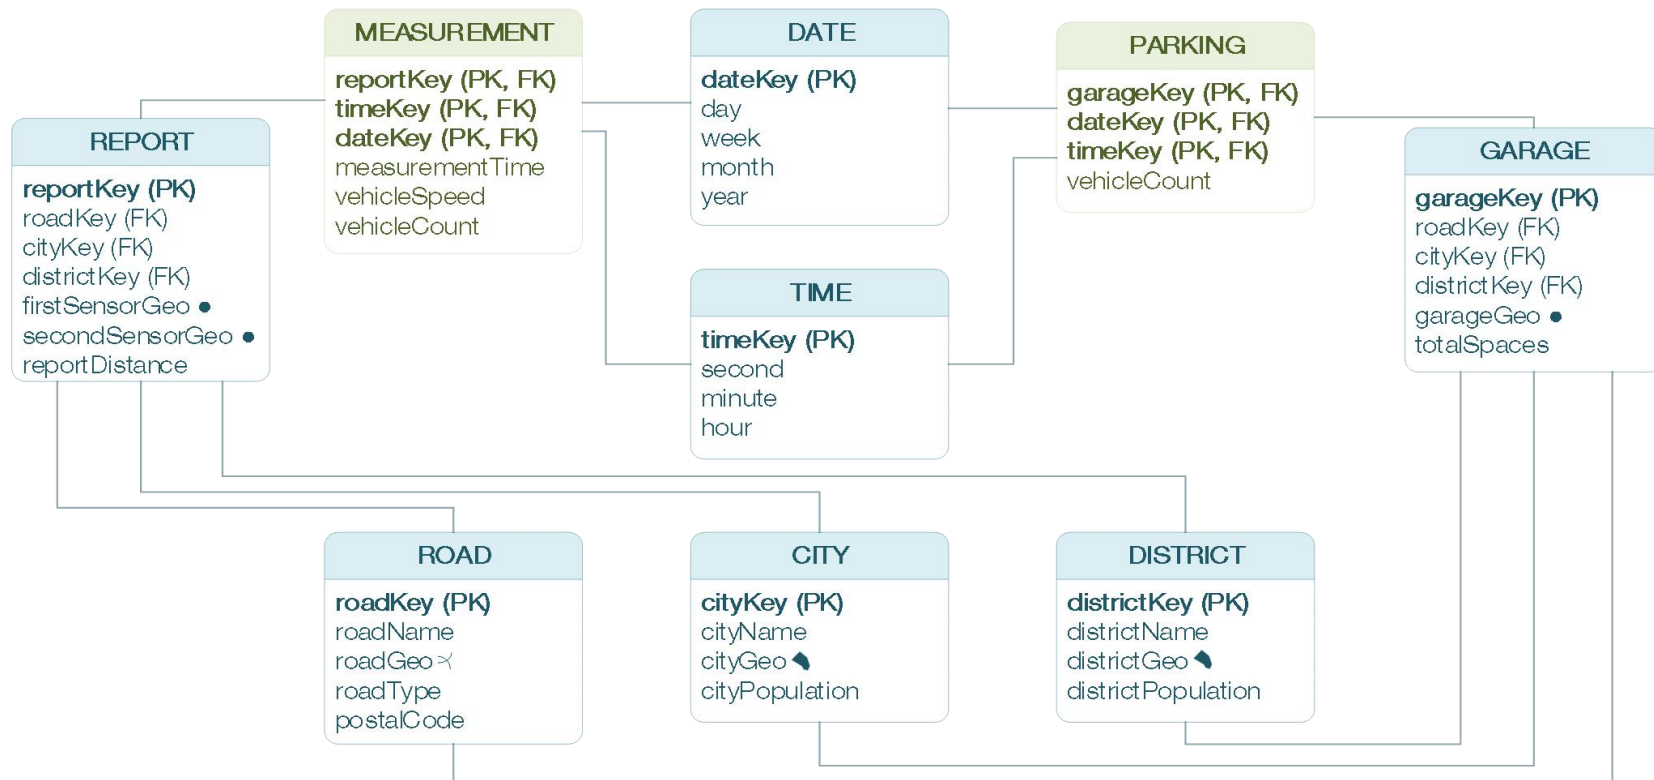 MEASUREMENT
reportKey (PK, FK)
timeKey (PK, FK)
dateKey (PK, FK)
measurementTime
vehicleSpeed
vehicleCount
DATE
dateKey (PK)
day
week
month
year
PARKING
garageKey (PK, FK)
dateKey (PK, FK)
timeKey (PK, FK)
vehicleCount
REPORT
reportKey (PK)
roadKey (FK)
cityKey (FK)
districtKey (FK)
firstSensorGeo
secondSensorGeo
reportDistance
TIME
timeKey (PK)
second
minute
hour
GARAGE
garageKey (PK)
roadKey (FK)
cityKey (FK)
districtKey (FK)
garageGeo
totalSpaces
ROAD
roadKey (PK)
roadName
roadGeo
roadType
postalCode
CITY
cityKey (PK)
cityName
cityGeo
cityPopulation
DISTRICT
districtKey (PK)
districtName
districtGeo
districtPopulation